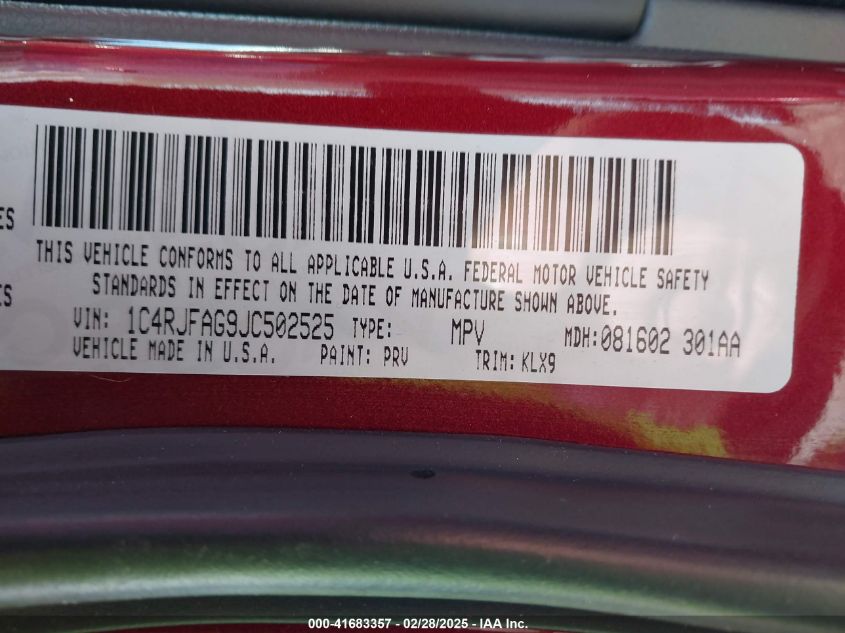 ES
THIS VEHICLE CONFORMS TO ALL APPLICABLE U.S.A. FEDERAL MOTOR VEHICLE SAFETY
ES
STANDARDS IN EFFECT ON THE DATE OF MANUFACTURE SHOWN ABOVE.
VIN: 1C4RJFAG9JC502525 TYPE: MPV MDH:081602 301AA
VEHICLE MADE IN U.S.A. PAINT: PRV TRIM: KLX9
000-41683357 - 02/28/2025 - IAA Inc.